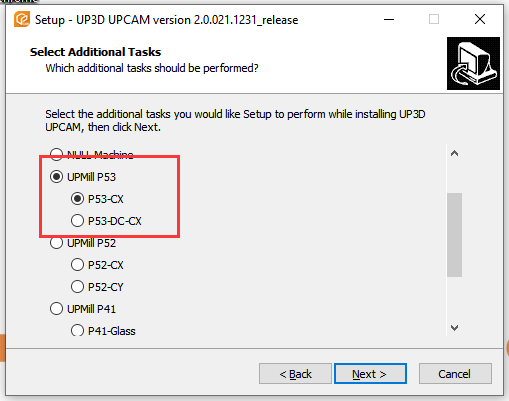 Setup - UP3D UPCAM version 2.0.021.1231_release
Select Additional Tasks
Which additional tasks should be performed?
Select the additional tasks you would like Setup to perform while installing UP3D
UPCAM, then click Next.
NULL Machine
UPMill P53
P53-CX
P53-DC-CX
UPMill P52
P52-CX
P52-CY
UPMill P41
P41-Glass
< Back
Next >
Cancel